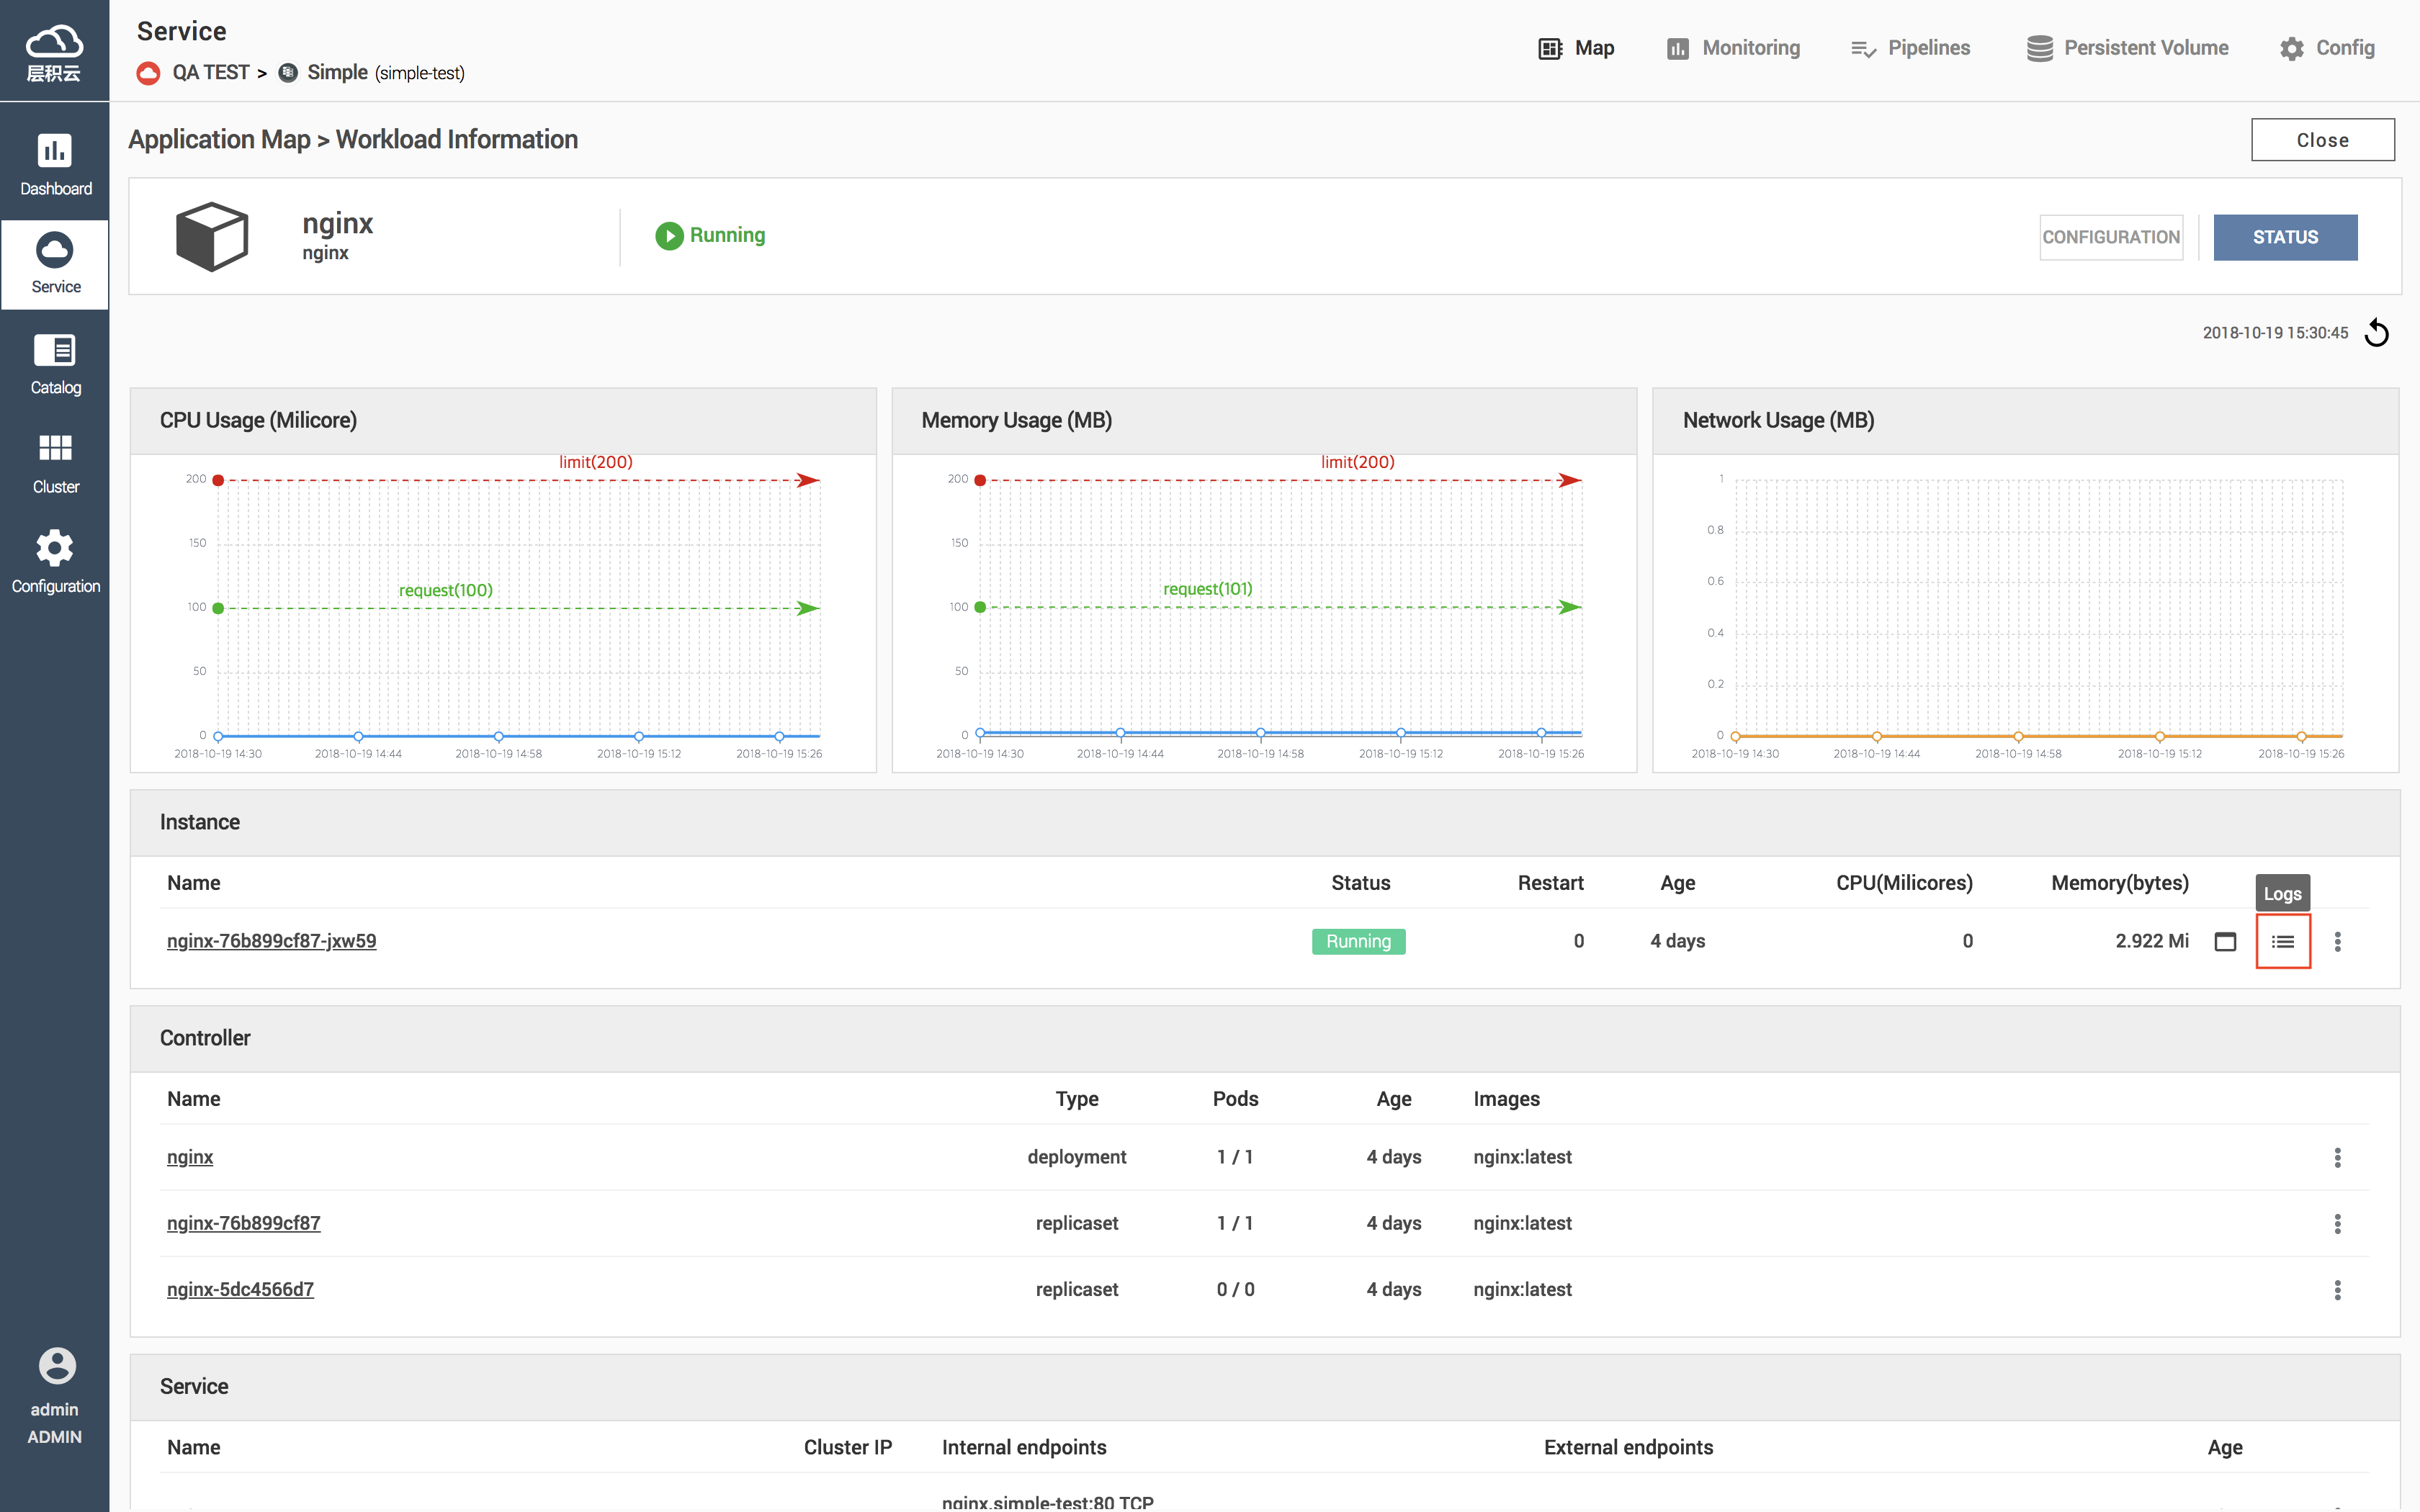 层积云
Service
QA TEST > Simple (simple-test)
Map
Monitoring
Pipelines
Persistent Volume
Config
Dashboard
Service
Catalog
Cluster
Configuration
admin
ADMIN
Application Map > Workload Information
Close
nginx
nginx
Running
CONFIGURATION
STATUS
2018-10-19 15:30:45
CPU Usage (Milicore)
limit(200)
200
150
request(100)
100
50
0
2018-10-19 14:30 2018-10-19 14:44 2018-10-19 14:58 2018-10-19 15:12 2018-10-19 15:26
Memory Usage (MB)
limit(200)
200
150
request(101)
100
50
0
2018-10-19 14:30 2018-10-19 14:44 2018-10-19 14:58 2018-10-19 15:12 2018-10-19 15:26
Network Usage (MB)
1
0.8
0.6
0.4
0.2
0
2018-10-19 14:30 2018-10-19 14:44 2018-10-19 14:58 2018-10-19 15:12 2018-10-19 15:26
Instance
Name Status Restart Age CPU(Milicores) Memory(bytes)
Logs
nginx-76b899cf87-jxw59 Running 0 4 days 0 2.922 Mi
Controller
Name Type Pods Age Images
nginx deployment 1 / 1 4 days nginx:latest
nginx-76b899cf87 replicaset 1 / 1 4 days nginx:latest
nginx-5dc4566d7 replicaset 0 / 0 4 days nginx:latest
Service
Name Cluster IP Internal endpoints External endpoints Age
nginx.simple-test:80 TCP